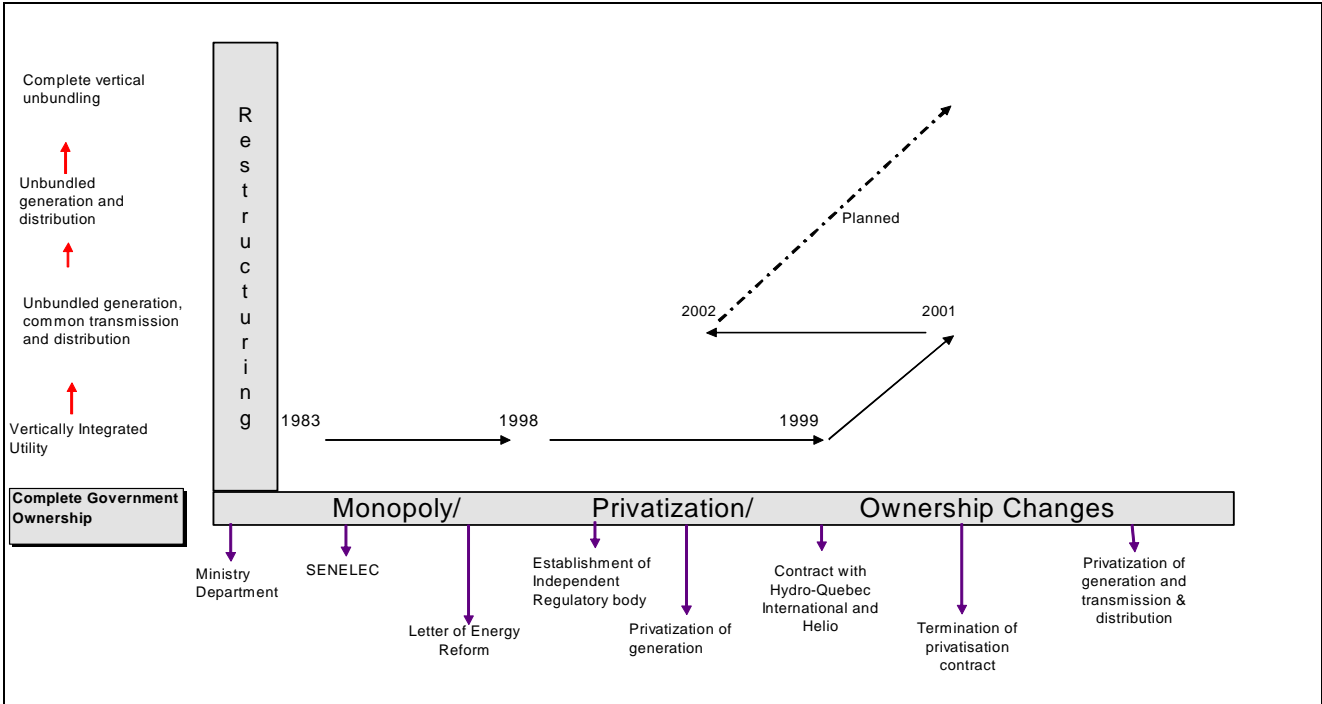 Complete vertical
unbundling
Unbundled
generation and
distribution
Unbundled generation,
common transmission
and distribution
Vertically Integrated
Utility
Complete Government
Ownership
Restructuring
Planned
2002
2001
1983
1998
1999
Monopoly/ Privatization/ Ownership Changes
Ministry
Department
SENELEC
Letter of Energy
Reform
Establishment of
Independent
Regulatory body
Privatization of
generation
Contract with
Hydro-Quebec
International and
Helio
Termination of
privatisation
contract
Privatization of
generation and
transmission &
distribution